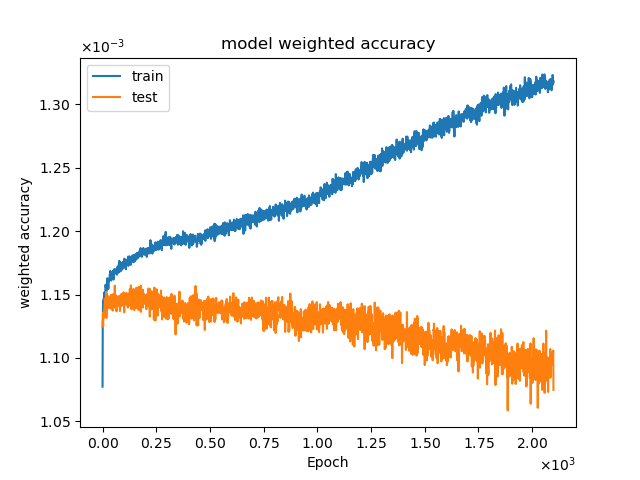 ×10⁻³
model weighted accuracy
train
test
1.30
1.25
1.20
1.15
1.10
1.05
weighted accuracy
0.00 0.25 0.50 0.75 1.00 1.25 1.50 1.75 2.00
Epoch
×10³